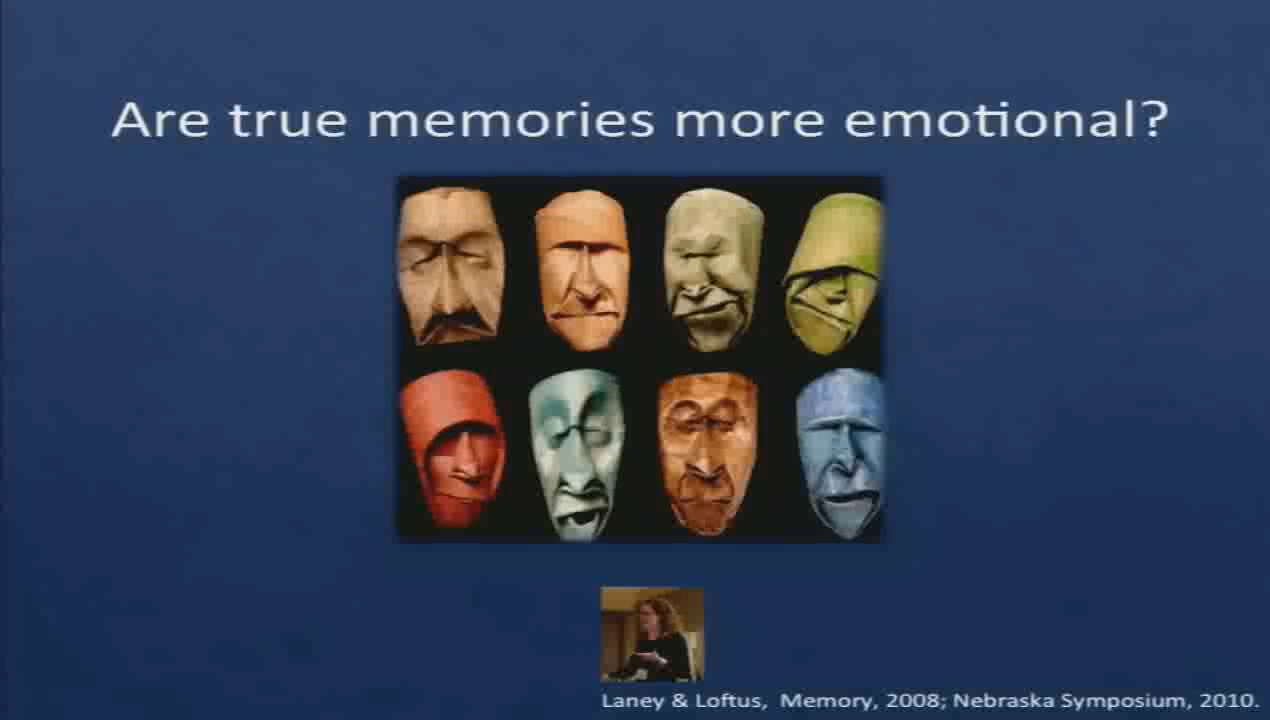 Are true memories more emotional?
Laney & Loftus, Memory, 2008; Nebraska Symposium, 2010.